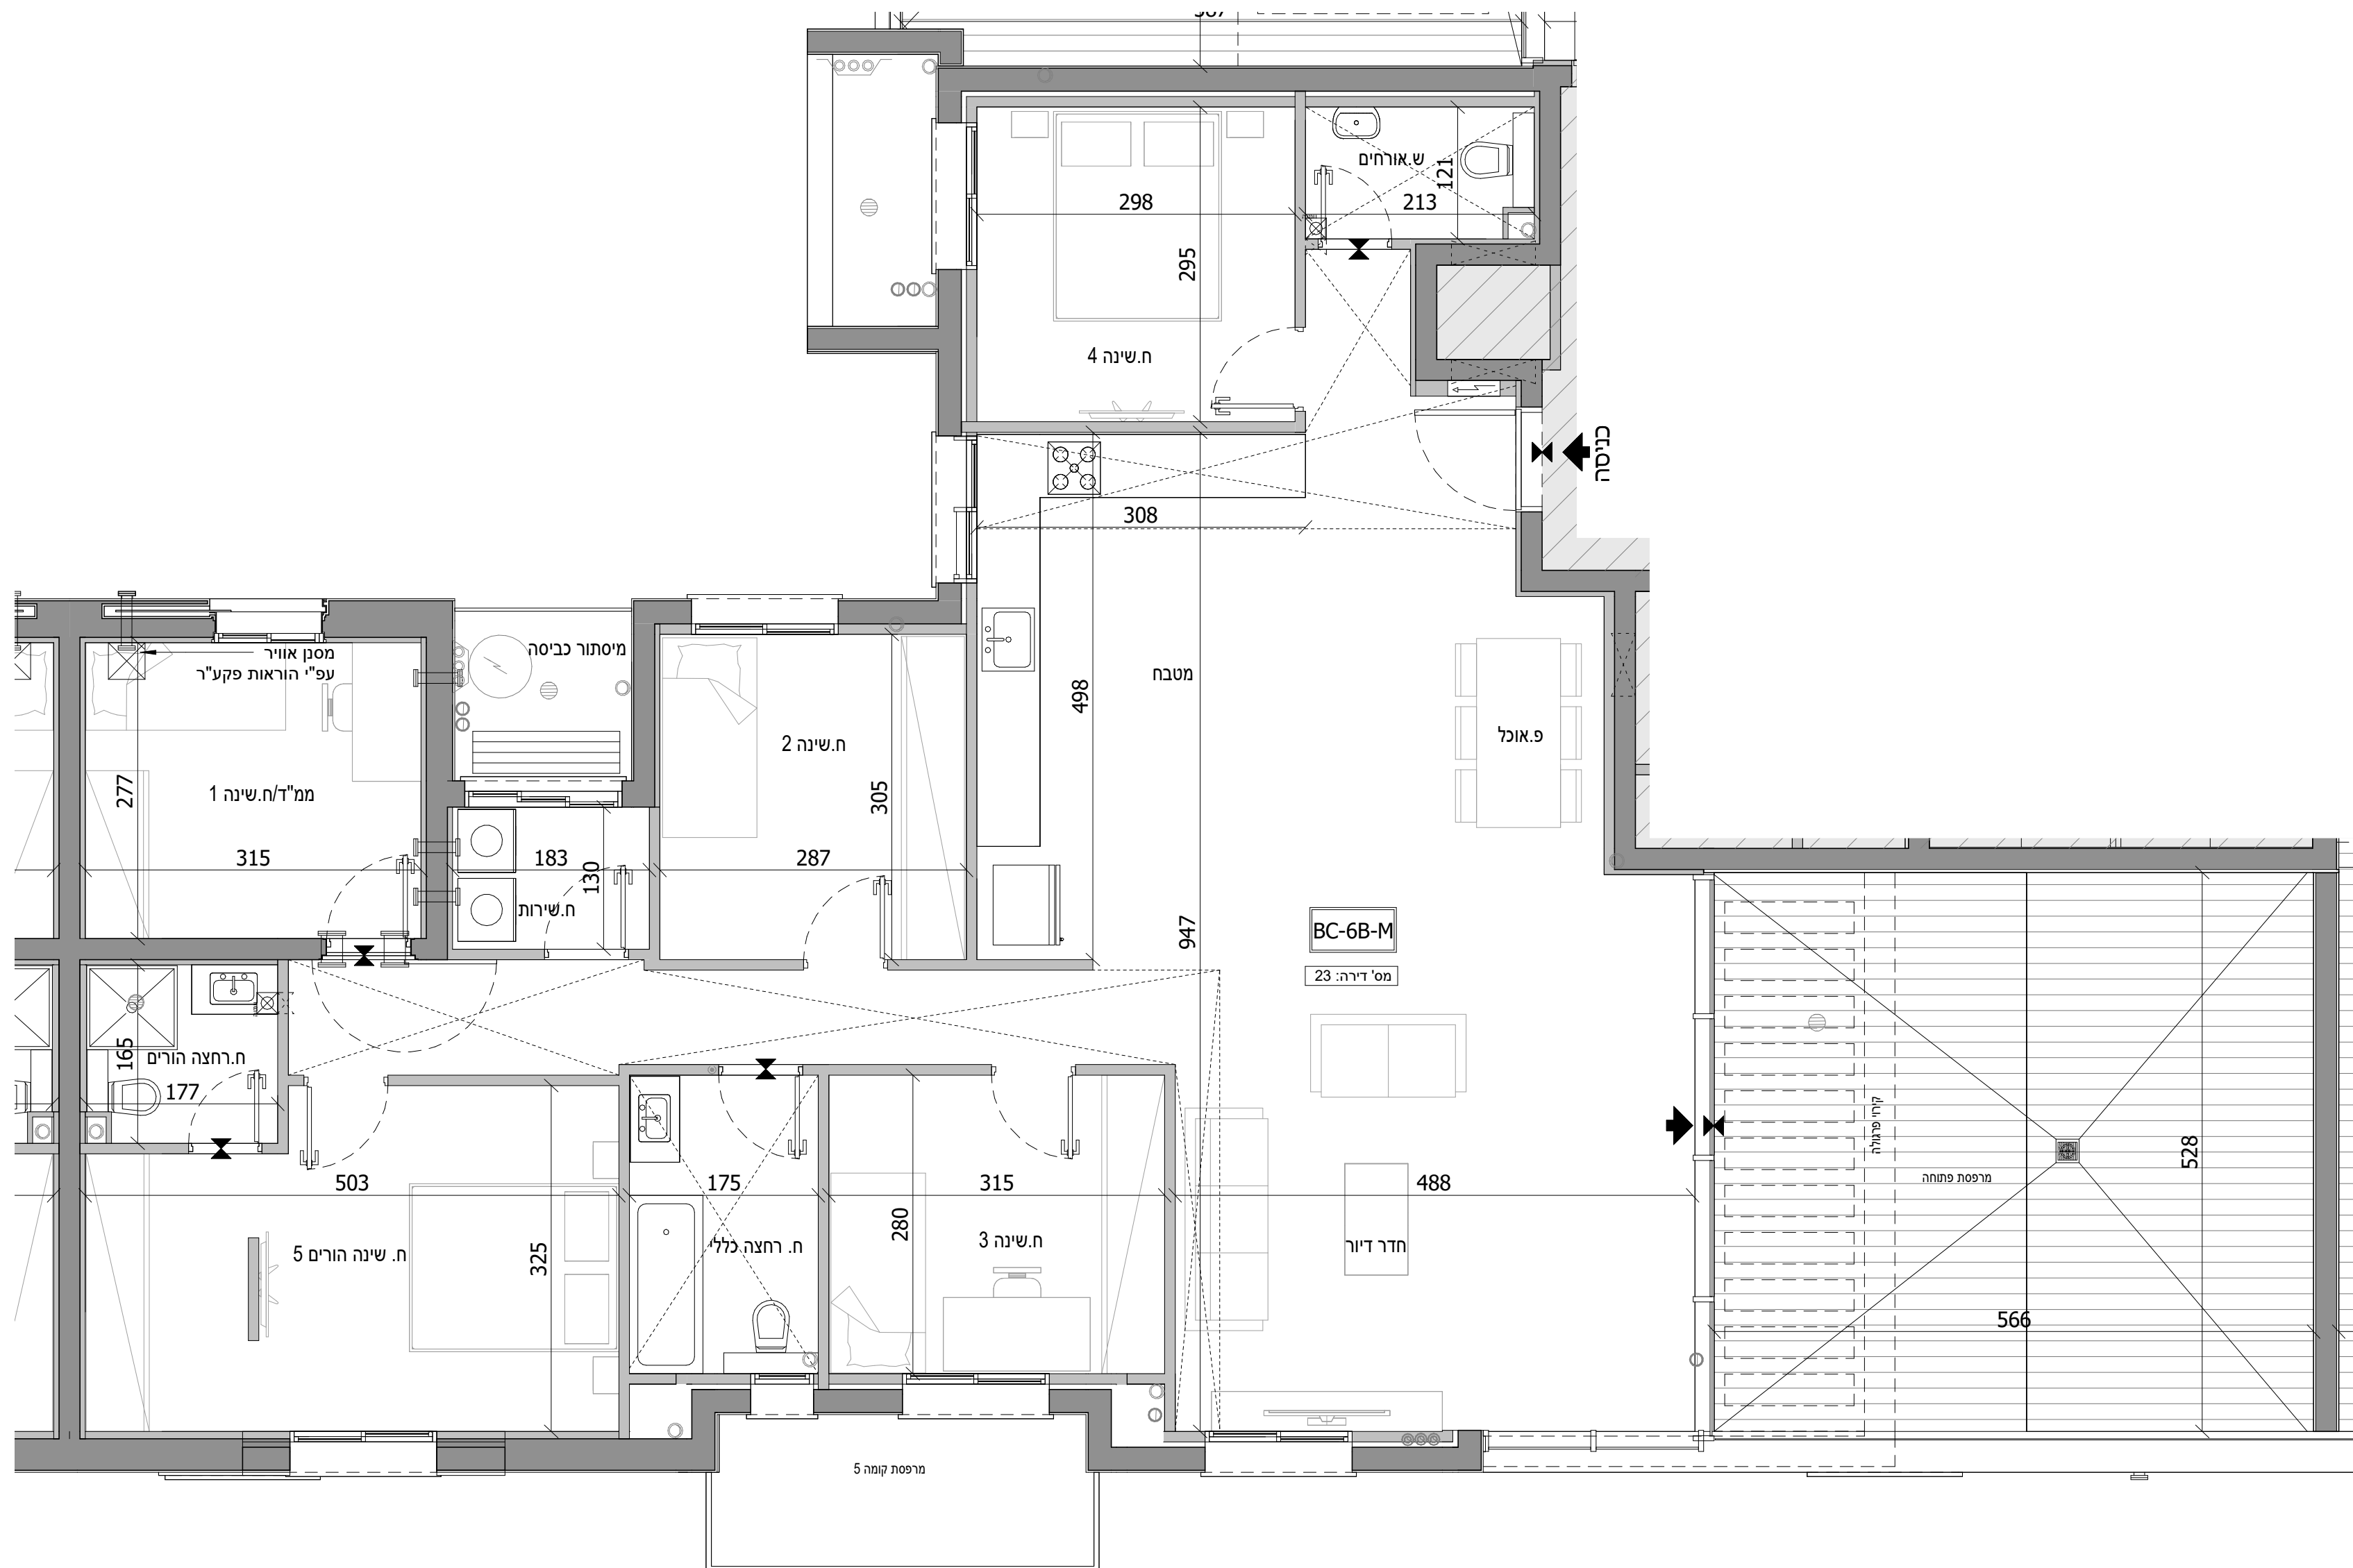 ש.אורחים
121
213
298
295
ח.שינה 4
כניסה
308
מיסתור כביסה
מסנן אוויר
עפ"י הוראות פקע"ר
מטבח
498
פ.אוכל
ח.שינה 2
305
287
277
ממ"ד/ח.שינה 1
315
183
130
ח.שירות
947
BC-6B-M
מס' דירה: 23
165
ח.רחצה הורים
177
503
175
315
488
280
325
ח. שינה הורים 5
ח. רחצה כללי
ח.שינה 3
חדר דיור
קירוי פרגולה
מרפסת פתוחה
528
566
מרפסת קומה 5